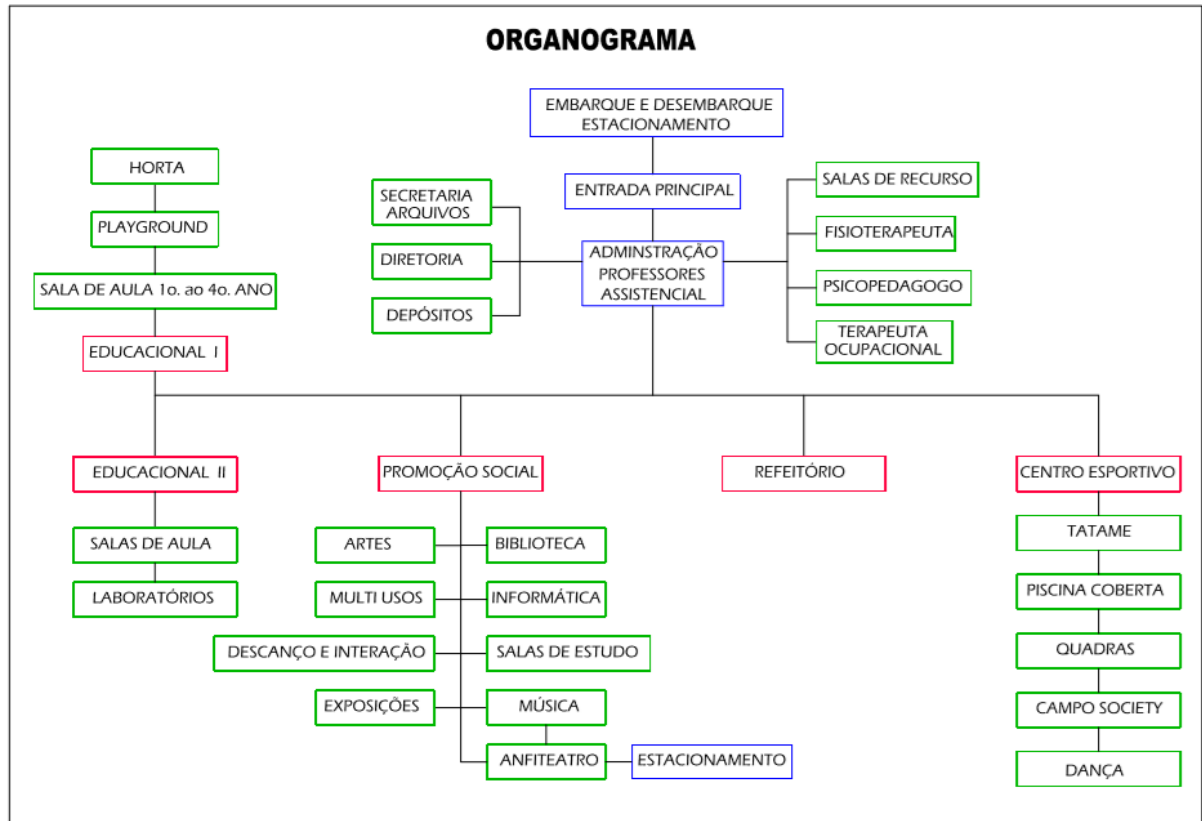 ORGANOGRAMA
EMBARQUE E DESEMBARQUE
ESTACIONAMENTO
HORTA
PLAYGROUND
SALA DE AULA 1o. ao 4o. ANO
EDUCACIONAL I
SECRETARIA
ARQUIVOS
DIRETORIA
DEPÓSITOS
ENTRADA PRINCIPAL
ADMINSTRAÇÃO
PROFESSORES
ASSISTENCIAL
SALAS DE RECURSO
FISIOTERAPEUTA
PSICOPEDAGOGO
TERAPEUTA
OCUPACIONAL
EDUCACIONAL II
SALAS DE AULA
LABORATÓRIOS
PROMOÇÃO SOCIAL
ARTES
BIBLIOTECA
MULTI USOS
INFORMÁTICA
DESCANÇO E INTERAÇÃO
SALAS DE ESTUDO
EXPOSIÇÕES
MÚSICA
ANFITEATRO
ESTACIONAMENTO
REFEITÓRIO
CENTRO ESPORTIVO
TATAME
PISCINA COBERTA
QUADRAS
CAMPO SOCIETY
DANÇA